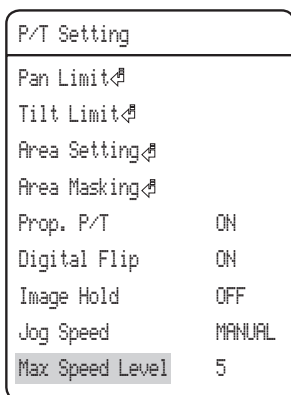 P/T Setting
Pan Limit⏎
Tilt Limit⏎
Area Setting⏎
Area Masking⏎
Prop. P/T ON
Digital Flip ON
Image Hold OFF
Jog Speed MANUAL
Max Speed Level 5